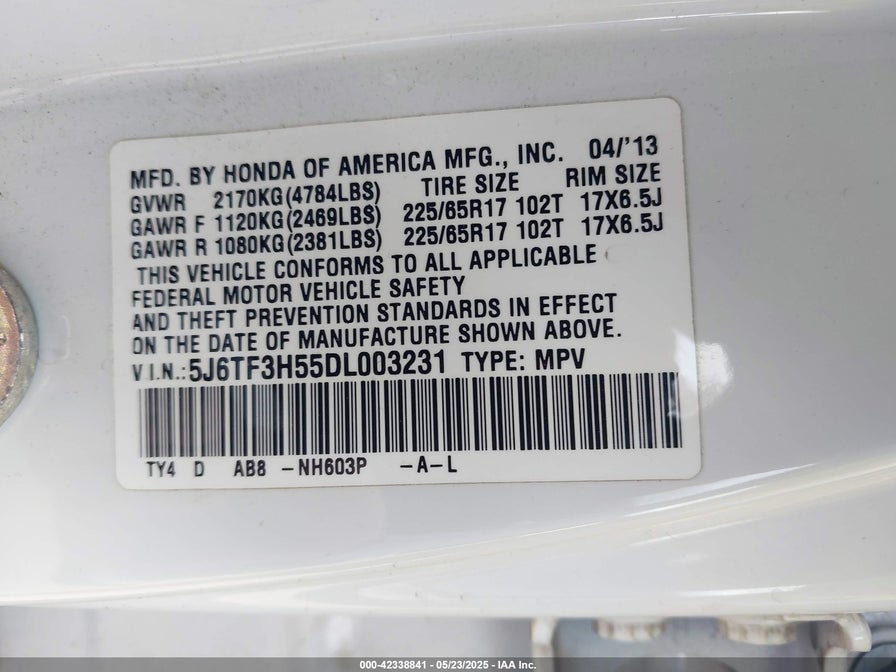 MFD. BY HONDA OF AMERICA MFG., INC. 04/'13
GVWR 2170KG(4784LBS) TIRE SIZE RIM SIZE
GAWR F 1120KG(2469LBS) 225/65R17 102T 17X6.5J
GAWR R 1080KG(2381LBS) 225/65R17 102T 17X6.5J
THIS VEHICLE CONFORMS TO ALL APPLICABLE
FEDERAL MOTOR VEHICLE SAFETY
AND THEFT PREVENTION STANDARDS IN EFFECT
ON THE DATE OF MANUFACTURE SHOWN ABOVE.
V I.N.: 5J6TF3H55DL003231 TYPE: MPV
TY4 D AB8 -NH603P -A-L
000-42338841 - 05/23/2025 - IAA Inc.